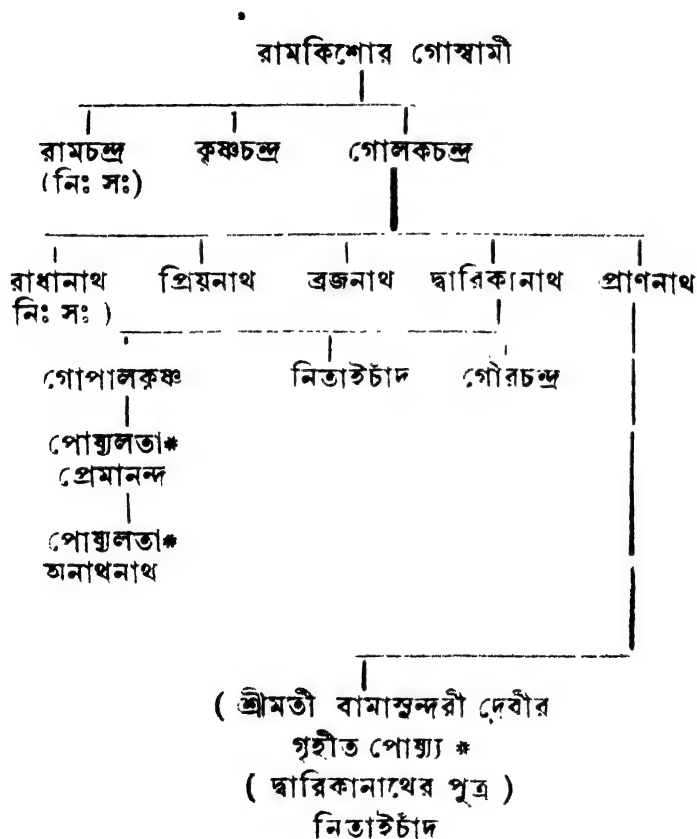 রামকিশোর গোস্বামী
রামচন্দ্র কৃষ্ণচন্দ্র গোলকচন্দ্র
(নিঃ সঃ)
রাধানাথ প্রিয়নাথ ব্রজনাথ দ্বারিকানাথ প্রাণনাথ
নিঃ সঃ )
গোপালকৃষ্ণ নিতাইচাঁদ গৌরচন্দ্র
পোষ্যলতা*
প্রেমানন্দ
পোষ্যলতা*
অনাথনাথ
( শ্রীমতী বামাসুন্দরী দেবীর
গৃহীত পোষ্য *
( দ্বারিকানাথের পুত্র )
নিতাইচাঁদ